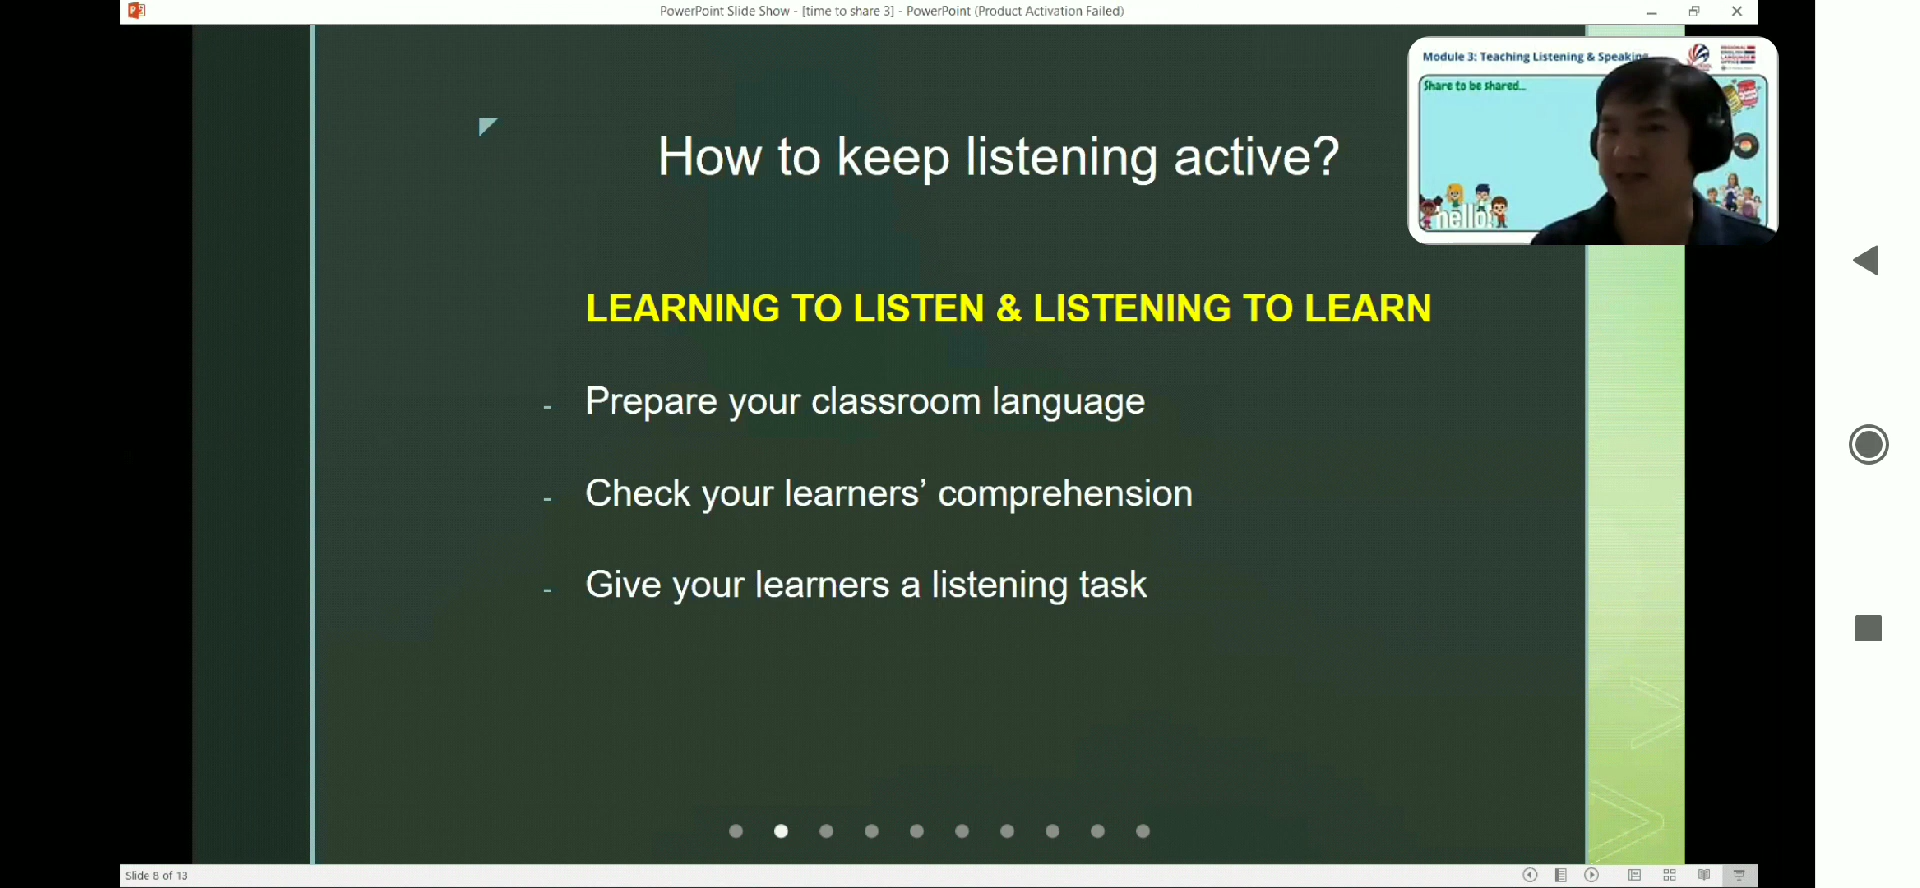 PowerPoint Slide Show - [time to share 3] - PowerPoint (Product Activation Failed)
Module 3: Teaching Listening & Speaking
Share to be shared...
hello!
How to keep listening active?
LEARNING TO LISTEN & LISTENING TO LEARN
- Prepare your classroom language
- Check your learners’ comprehension
- Give your learners a listening task
Slide 8 of 13